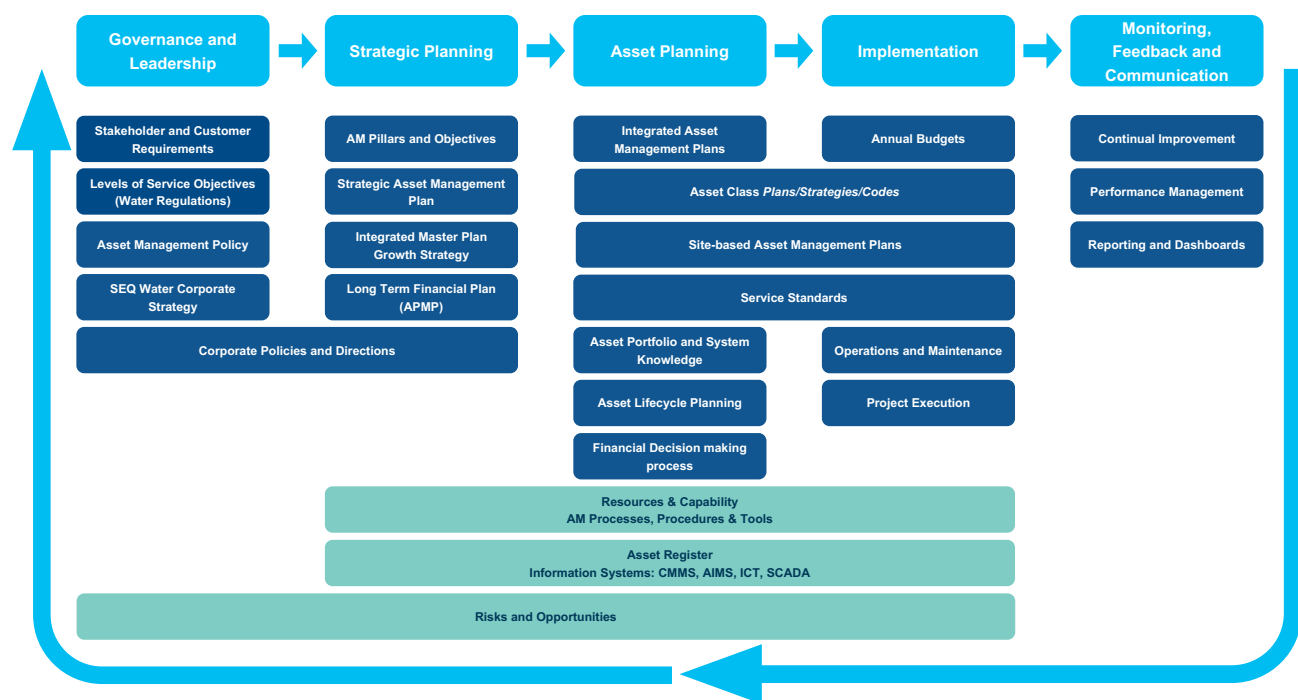 Governance and
Leadership
Strategic Planning
Asset Planning
Implementation
Monitoring,
Feedback and
Communication
Stakeholder and Customer
Requirements
AM Pillars and Objectives
Integrated Asset
Management Plans
Annual Budgets
Continual Improvement
Levels of Service Objectives
(Water Regulations)
Strategic Asset Management
Plan
Asset Class Plans/Strategies/Codes
Performance Management
Asset Management Policy
Integrated Master Plan
Growth Strategy
Site-based Asset Management Plans
Reporting and Dashboards
SEQ Water Corporate
Strategy
Long Term Financial Plan
(APMP)
Service Standards
Corporate Policies and Directions
Asset Portfolio and System
Knowledge
Operations and Maintenance
Asset Lifecycle Planning
Project Execution
Financial Decision making
process
Resources & Capability
AM Processes, Procedures & Tools
Asset Register
Information Systems: CMMS, AIMS, ICT, SCADA
Risks and Opportunities